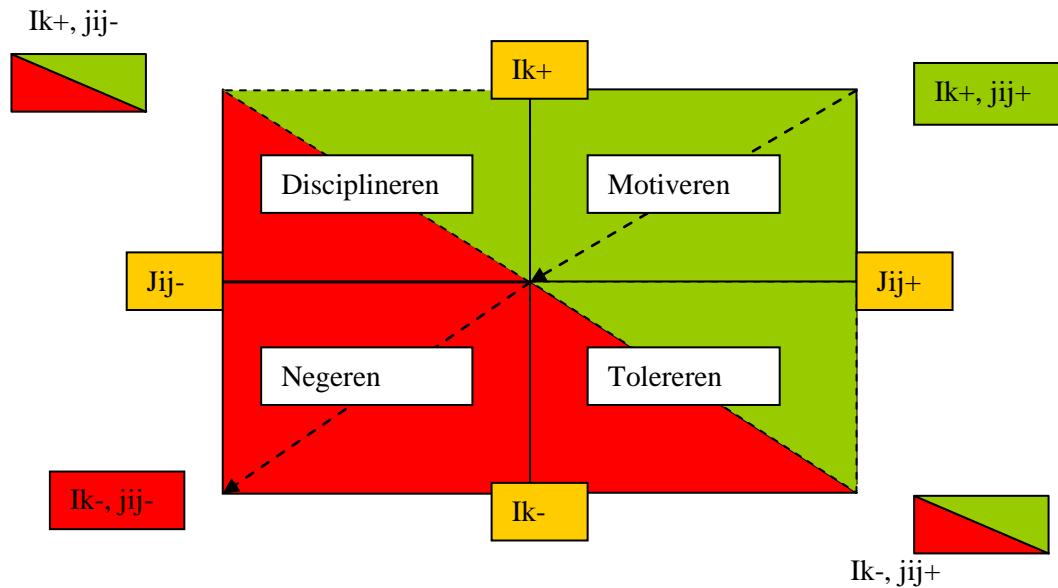 Ik+, jij-
Ik+
Ik+, jij+
Disciplineren
Motiveren
Jij-
Jij+
Negeren
Tolereren
Ik-, jij-
Ik-
Ik-, jij+